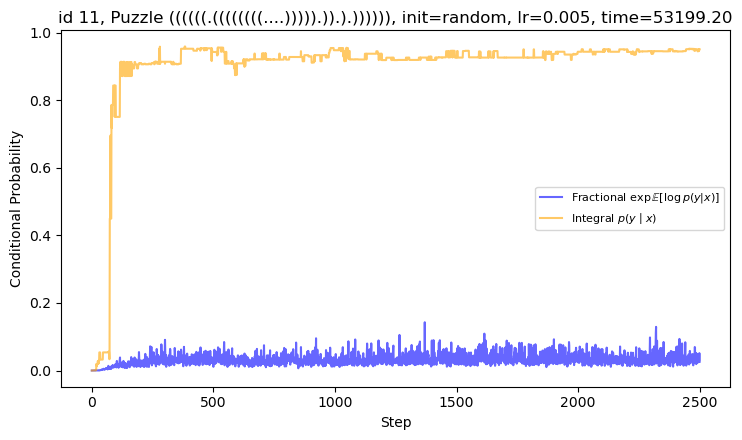 id 11, Puzzle ((((((.((((((((....))))).)).).)))))), init=random, lr=0.005, time=53199.20
1.0
0.8
0.6
0.4
0.2
0.0
Conditional Probability
Fractional exp𝔼[log p(y|x)]
Integral p(y | x)
0
500
1000
1500
2000
2500
Step